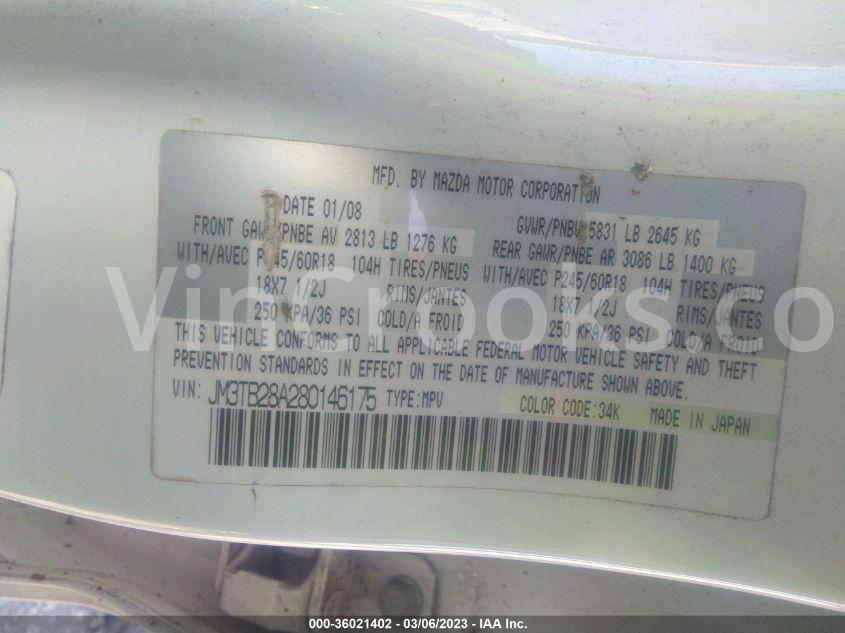 MFD. BY MAZDA MOTOR CORPORATION
DATE 01/08
GVWR/PNBV 5831 LB 2645 KG
FRONT GAWR/PNBE AV 2813 LB 1276 KG
REAR GAWR/PNBE AR 3086 LB 1400 KG
WITH/AVEC P245/60R18 104H TIRES/PNEUS
WITH/AVEC P245/60R18 104H TIRES/PNEUS
18X7 1/2J RIMS/JANTES
18X7 1/2J RIMS/JANTES
250 KPA/36 PSI COLD/A FROID
250 KPA/36 PSI COLD/A FROID
THIS VEHICLE CONFORMS TO ALL APPLICABLE FEDERAL MOTOR VEHICLE SAFETY AND THEFT
PREVENTION STANDARDS IN EFFECT ON THE DATE OF MANUFACTURE SHOWN ABOVE.
VIN: JM3TB28A280146175 TYPE:MPV COLOR CODE:34K MADE IN JAPAN
VinCrooks.co
000-36021402 - 03/06/2023 - IAA Inc.